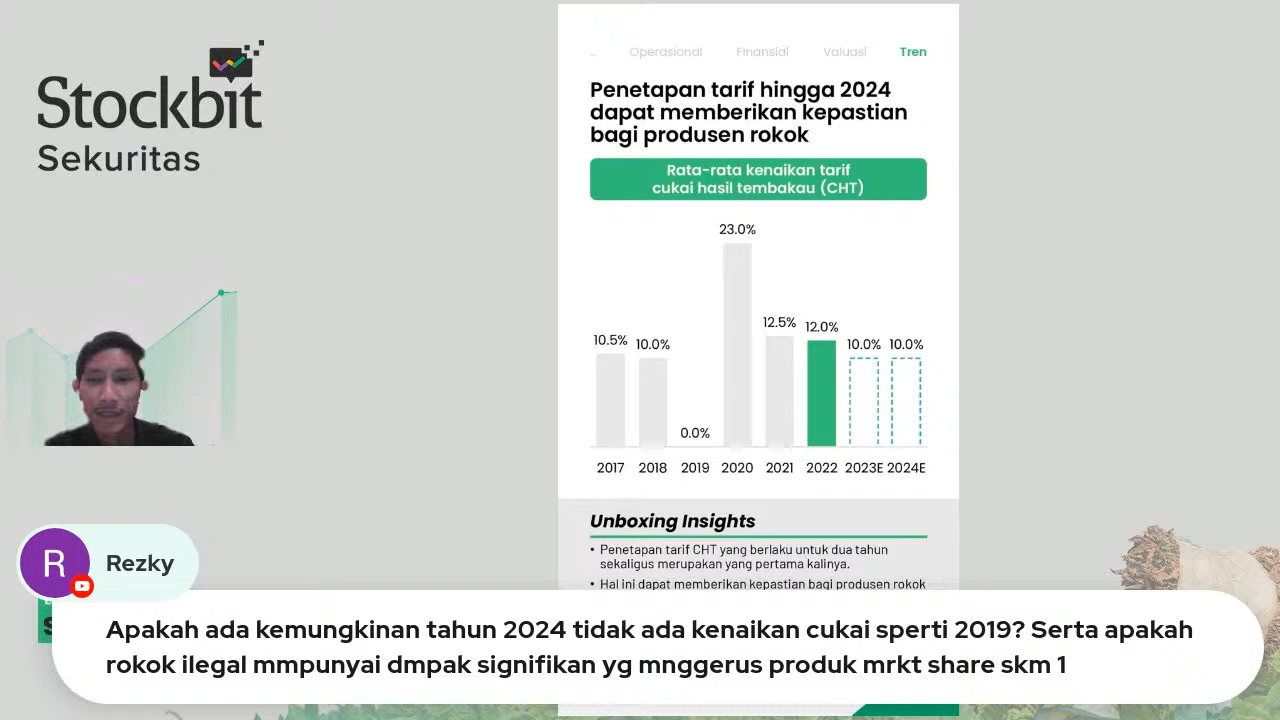 Stockbit
Sekuritas
Operasional Finansial Valuasi Tren
Penetapan tarif hingga 2024
dapat memberikan kepastian
bagi produsen rokok
Rata-rata kenaikan tarif
cukai hasil tembakau (CHT)
23.0%
12.5%
12.0%
10.5%
10.0%
10.0%
10.0%
0.0%
2017 2018 2019 2020 2021 2022 2023E 2024E
Unboxing Insights
• Penetapan tarif CHT yang berlaku untuk dua tahun
sekaligus merupakan yang pertama kalinya.
• Hal ini dapat memberikan kepastian bagi produsen rokok
R
Rezky
Apakah ada kemungkinan tahun 2024 tidak ada kenaikan cukai sperti 2019? Serta apakah
rokok ilegal mmpunyai dmpak signifikan yg mnggerus produk mrkt share skm 1